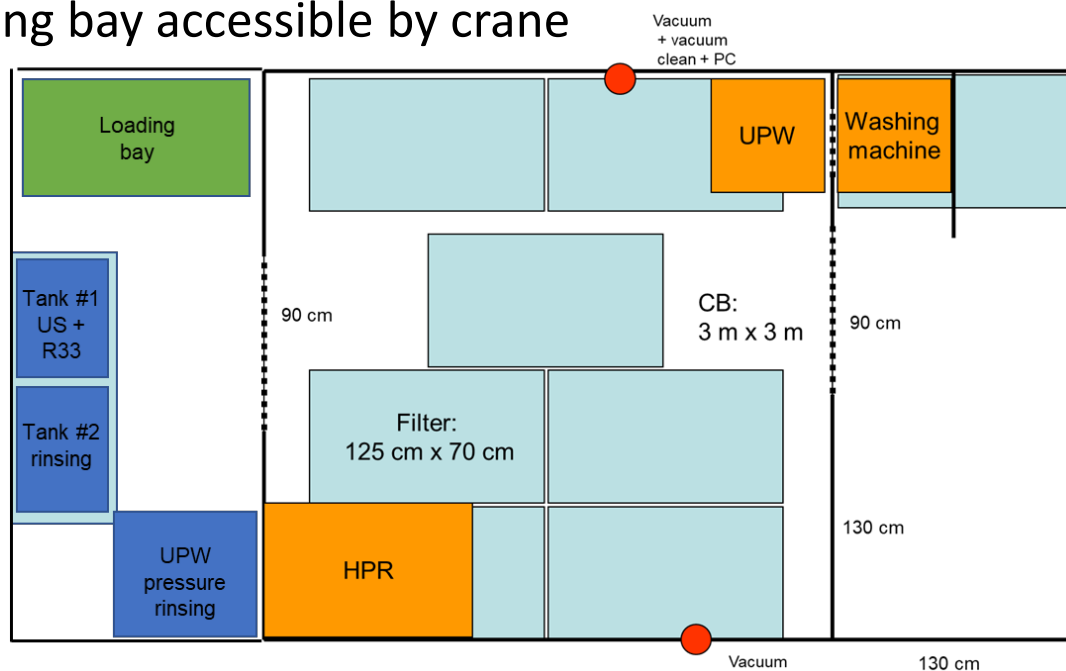 ng bay accessible by crane
Vacuum
+ vacuum
clean + PC
Loading
bay
UPW
Washing
machine
Tank #1
US +
R33
90 cm
CB:
3 m x 3 m
90 cm
Tank #2
rinsing
Filter:
125 cm x 70 cm
UPW
pressure
rinsing
HPR
130 cm
Vacuum
130 cm